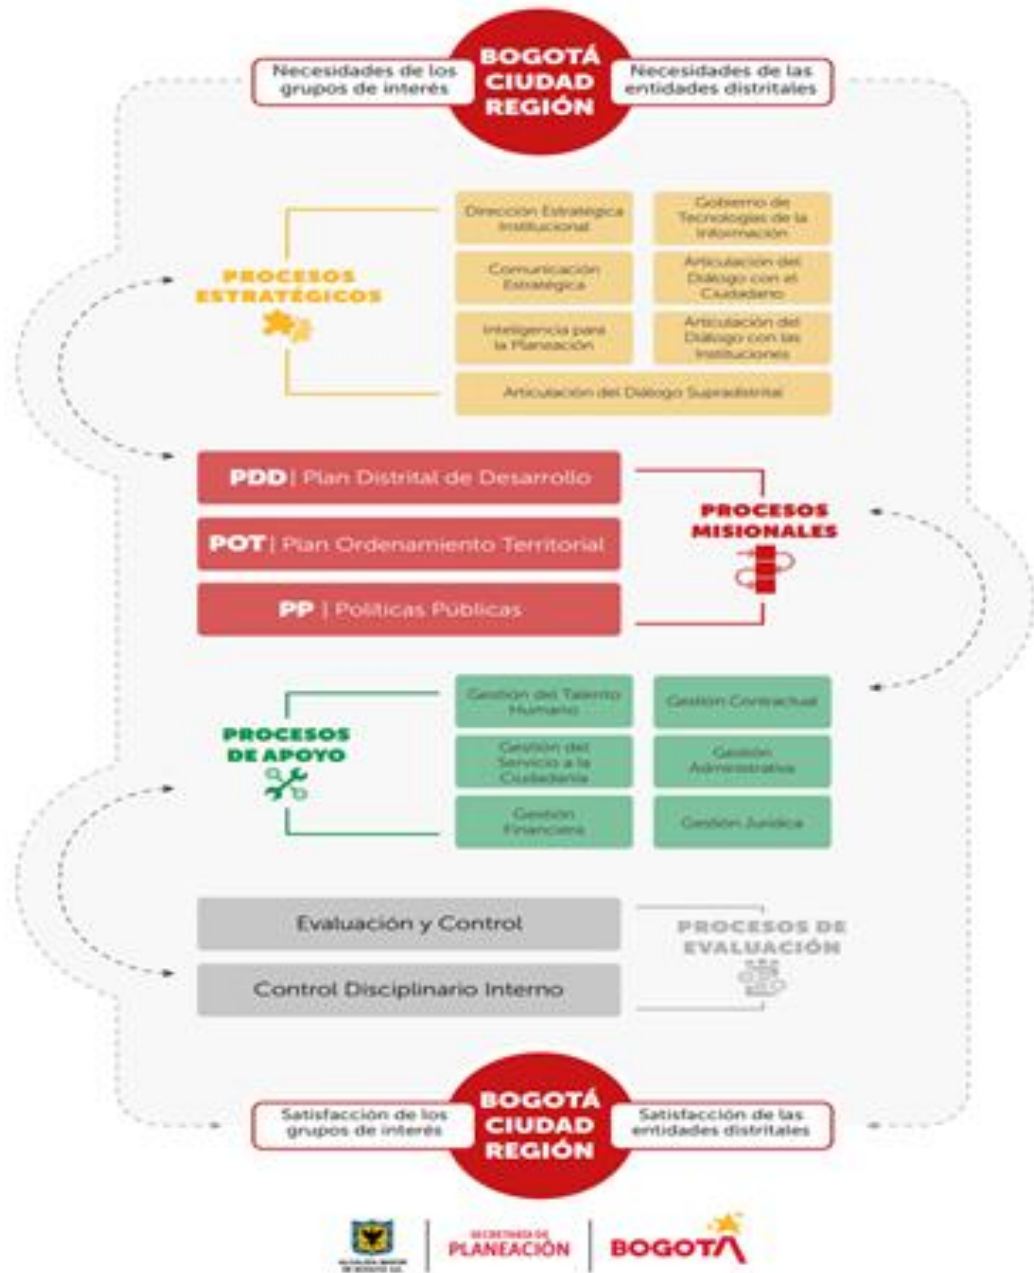 BOGOTÁ
CIUDAD
REGIÓN
Necesidades de los
grupos de interés
Necesidades de las
entidades distritales
PROCESOS
ESTRATÉGICOS
Dirección Estratégica
Institucional
Gobierno de
Tecnologías de la
Información
Comunicación
Estratégica
Articulación del
Diálogo con el
Ciudadano
Inteligencia para
la Planeación
Articulación del
Diálogo con las
Instituciones
Articulación del Diálogo Supradistrital
PDD | Plan Distrital de Desarrollo
POT | Plan Ordenamiento Territorial
PP | Políticas Públicas
PROCESOS
MISIONALES
PROCESOS
DE APOYO
Gestión del Talento
Humano
Gestión Contractual
Gestión del
Servicio a la
Ciudadanía
Gestión
Administrativa
Gestión
Financiera
Gestión Jurídica
Evaluación y Control
Control Disciplinario Interno
PROCESOS DE
EVALUACIÓN
BOGOTÁ
CIUDAD
REGIÓN
Satisfacción de los
grupos de interés
Satisfacción de las
entidades distritales
ALCALDÍA MAYOR
DE BOGOTÁ D.C.
SECRETARÍA DE
PLANEACIÓN
BOGOTÁ